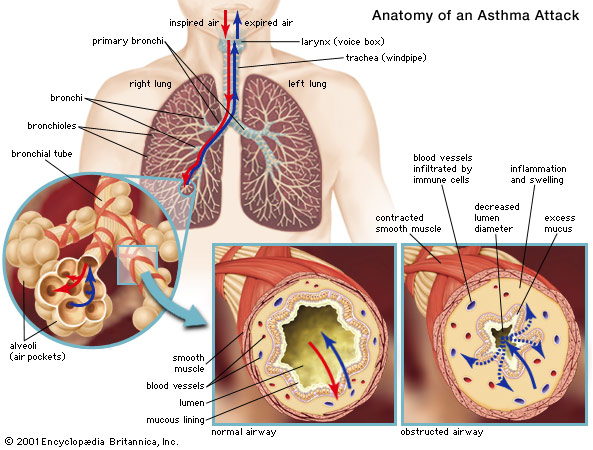 Anatomy of an Asthma Attack
inspired air
expired air
primary bronchi
larynx (voice box)
trachea (windpipe)
right lung
left lung
bronchi
bronchioles
bronchial tube
blood vessels
infiltrated by
immune cells
inflammation
and swelling
contracted
smooth muscle
decreased
lumen
diameter
excess
mucus
alveoli
(air pockets)
smooth
muscle
blood vessels
lumen
mucous lining
normal airway
obstructed airway
© 2001 Encyclopædia Britannica, Inc.